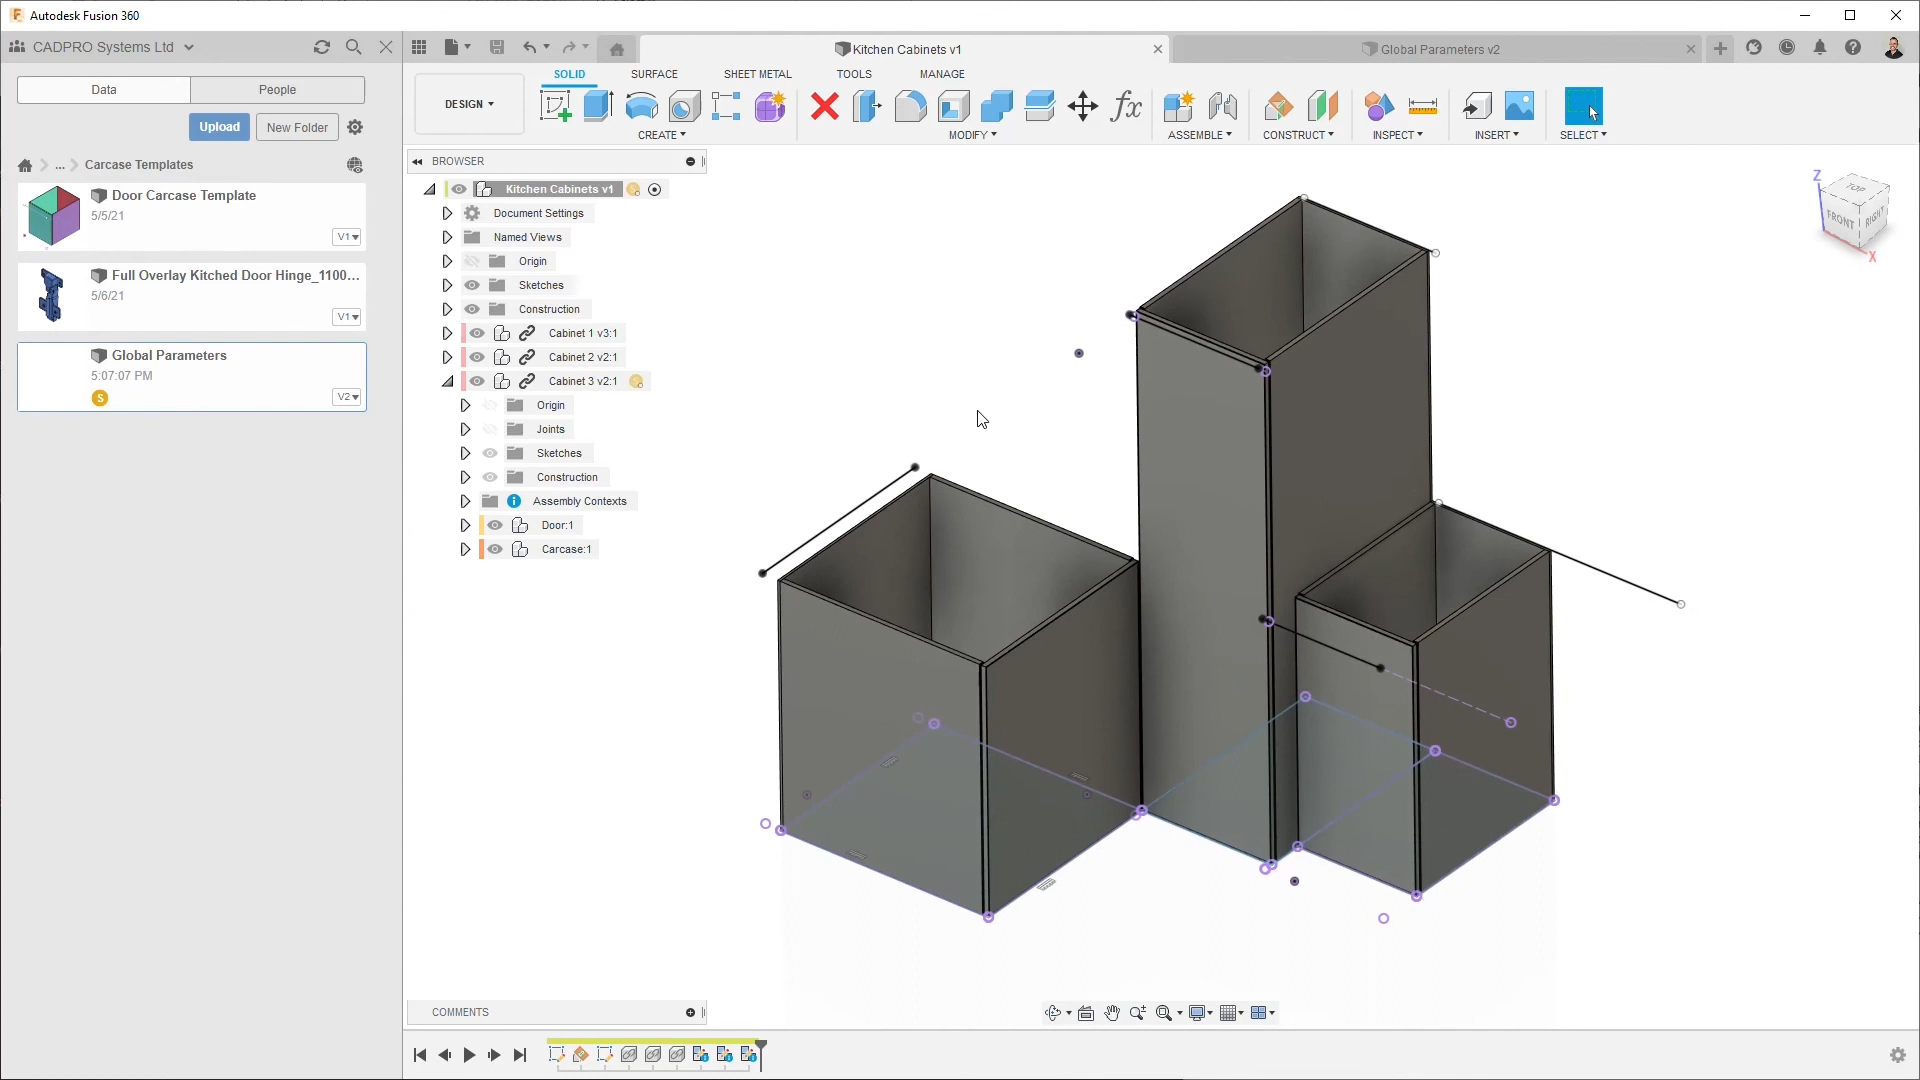 Autodesk Fusion 360
CADPRO Systems Ltd
Kitchen Cabinets v1
Global Parameters v2
SOLID
SURFACE
SHEET METAL
TOOLS
MANAGE
Data
People
DESIGN
Upload
New Folder
CREATE
MODIFY
ASSEMBLE
CONSTRUCT
INSPECT
INSERT
SELECT
...
Carcase Templates
BROWSER
Door Carcase Template
5/5/21
V1
Full Overlay Kitched Door Hinge_1100...
5/6/21
V1
Global Parameters
5:07:07 PM
S
V2
Kitchen Cabinets v1
Document Settings
Named Views
Origin
Sketches
Construction
Cabinet 1 v3:1
Cabinet 2 v2:1
Cabinet 3 v2:1
Origin
Joints
Sketches
Construction
Assembly Contexts
Door:1
Carcase:1
Z
TOP
FRONT
RIGHT
X
COMMENTS